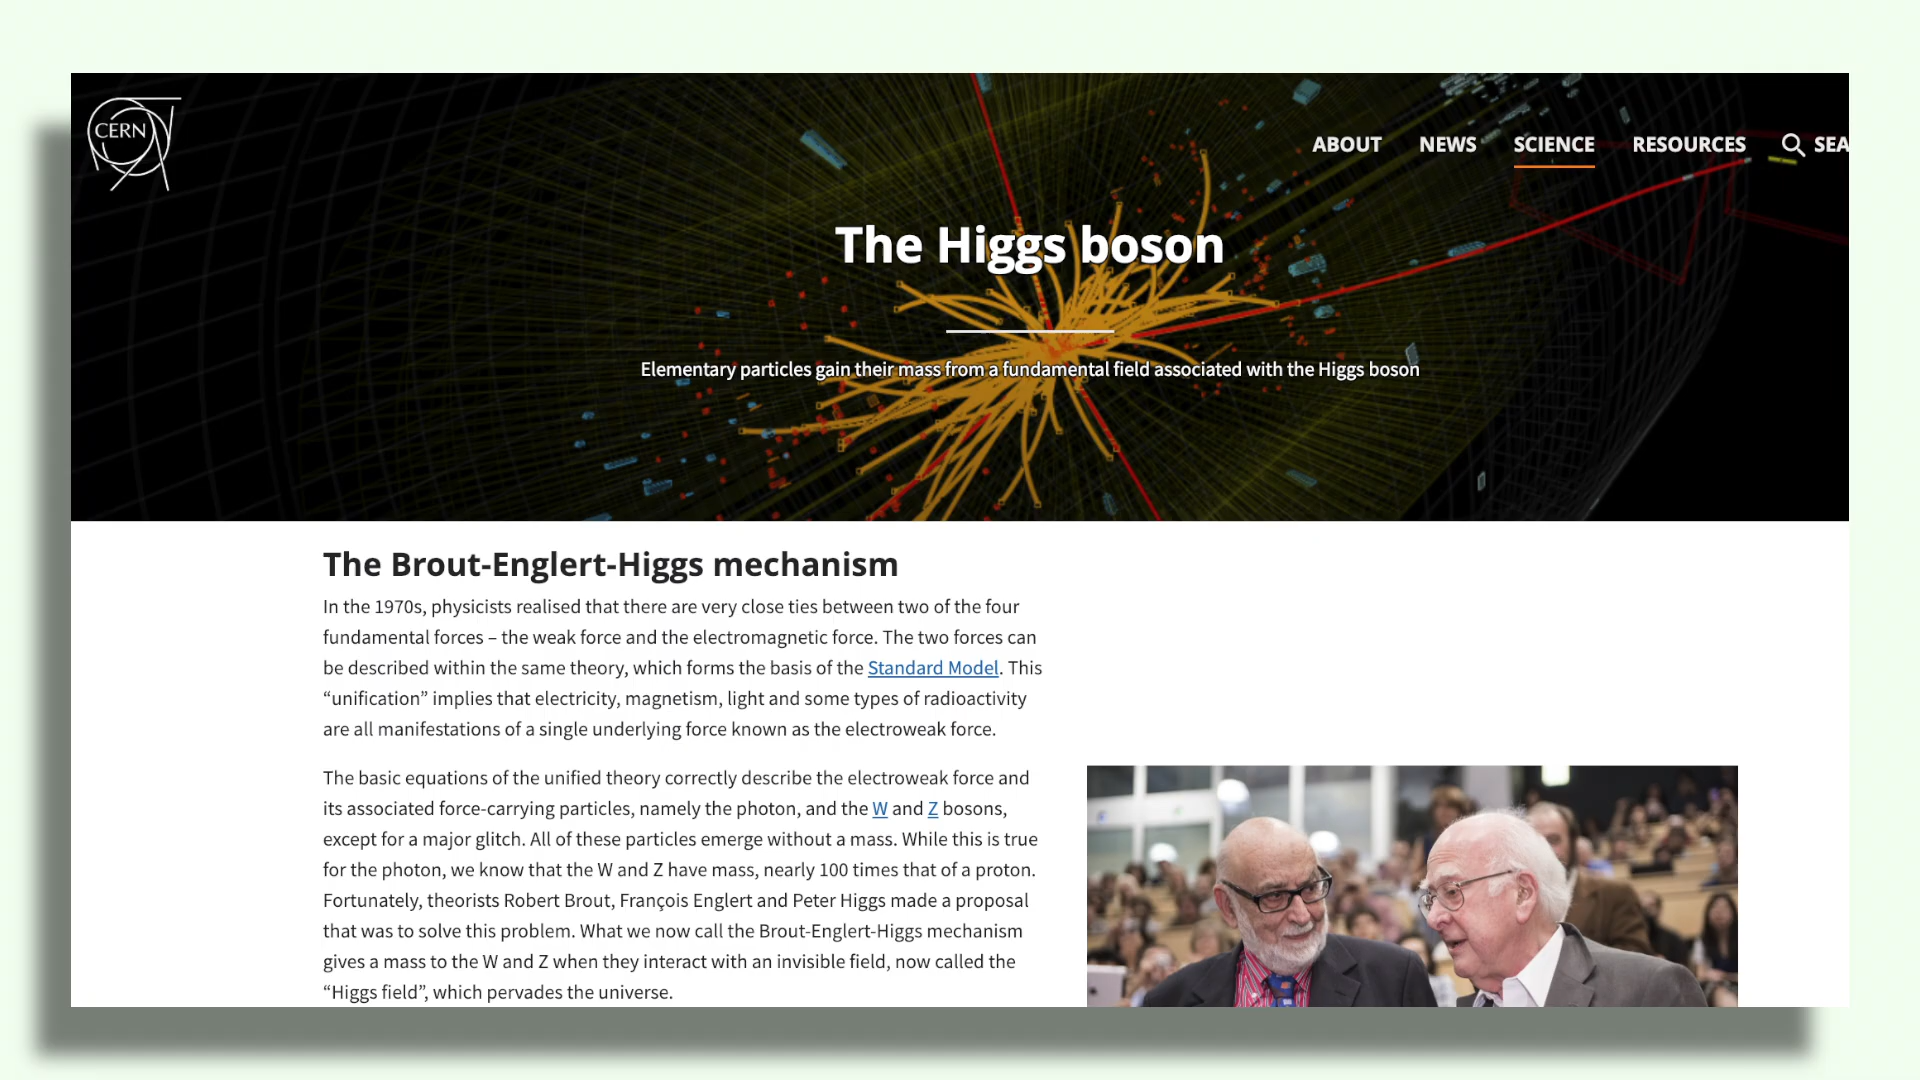 CERN
ABOUT NEWS SCIENCE RESOURCES SEA
The Higgs boson
Elementary particles gain their mass from a fundamental field associated with the Higgs boson
The Brout-Englert-Higgs mechanism
In the 1970s, physicists realised that there are very close ties between two of the four
fundamental forces – the weak force and the electromagnetic force. The two forces can
be described within the same theory, which forms the basis of the Standard Model. This
“unification” implies that electricity, magnetism, light and some types of radioactivity
are all manifestations of a single underlying force known as the electroweak force.
The basic equations of the unified theory correctly describe the electroweak force and
its associated force-carrying particles, namely the photon, and the W and Z bosons,
except for a major glitch. All of these particles emerge without a mass. While this is true
for the photon, we know that the W and Z have mass, nearly 100 times that of a proton.
Fortunately, theorists Robert Brout, François Englert and Peter Higgs made a proposal
that was to solve this problem. What we now call the Brout-Englert-Higgs mechanism
gives a mass to the W and Z when they interact with an invisible field, now called the
“Higgs field”, which pervades the universe.